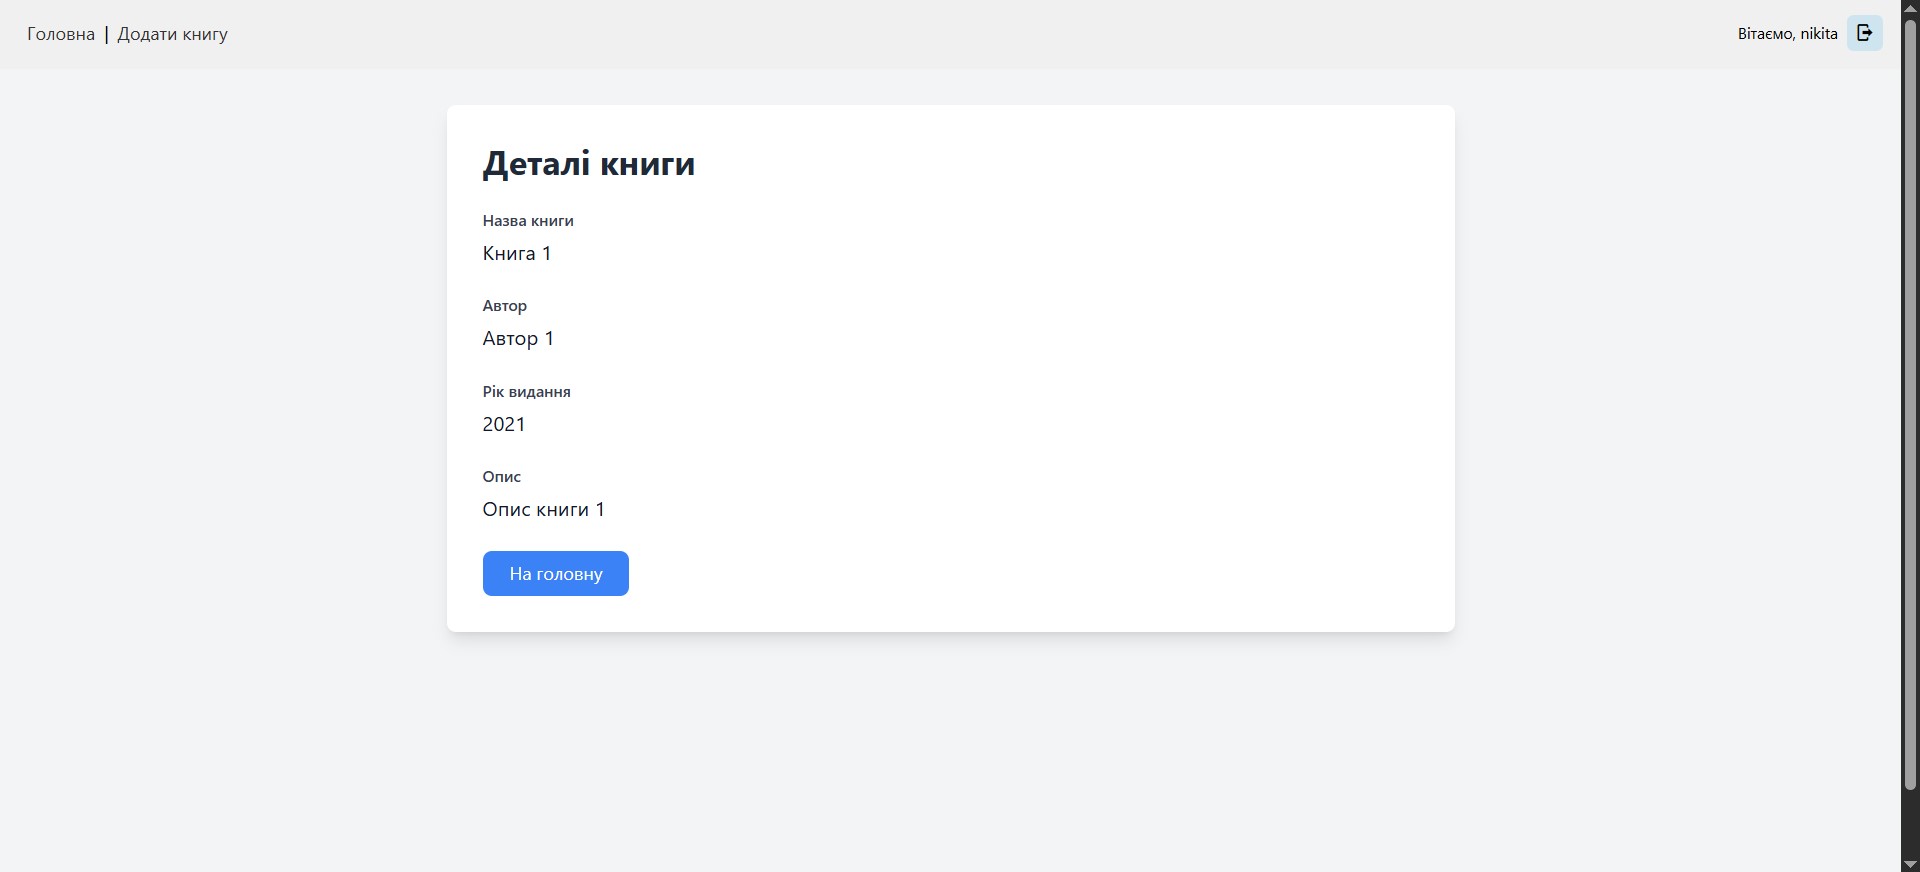 Головна | Додати книгу
Вітаємо, nikita
Деталі книги
Назва книги
Книга 1
Автор
Автор 1
Рік видання
2021
Опис
Опис книги 1
На головну